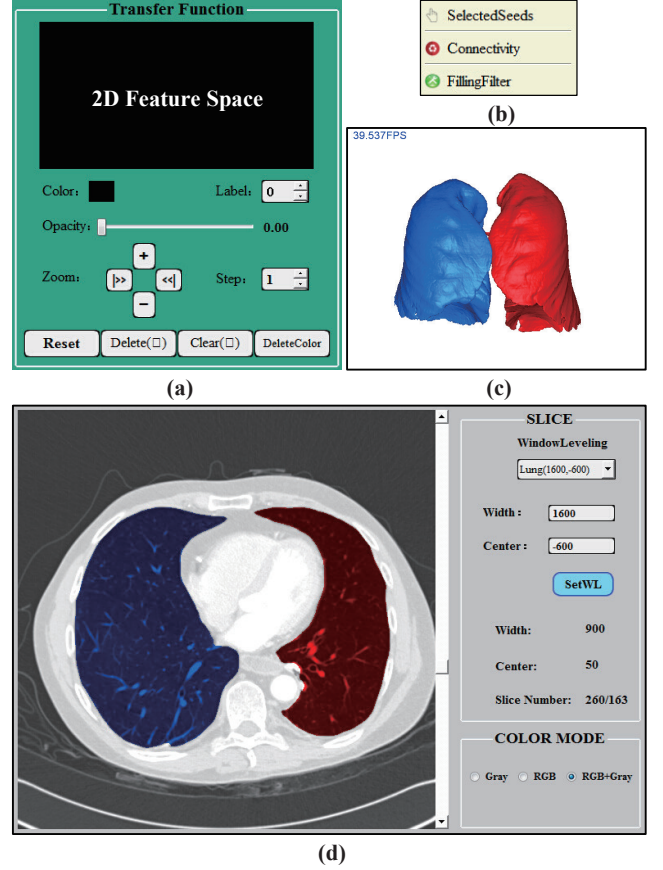 Transfer Function
2D Feature Space
Color:
Label:
0
Opacity:
0.00
Zoom:
+
|>>
<<|
−
Step:
1
Reset
Delete(□)
Clear(□)
DeleteColor
(a)
SelectedSeeds
Connectivity
FillingFilter
(b)
39.537FPS
(c)
SLICE
WindowLeveling
Lung(1600,-600)
Width :
1600
Center :
-600
SetWL
Width:
900
Center:
50
Slice Number:
260/163
COLOR MODE
Gray
RGB
RGB+Gray
(d)